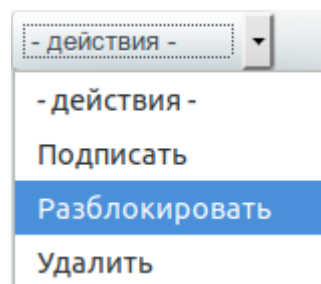 - действия -
- действия -
Подписать
Разблокировать
Удалить